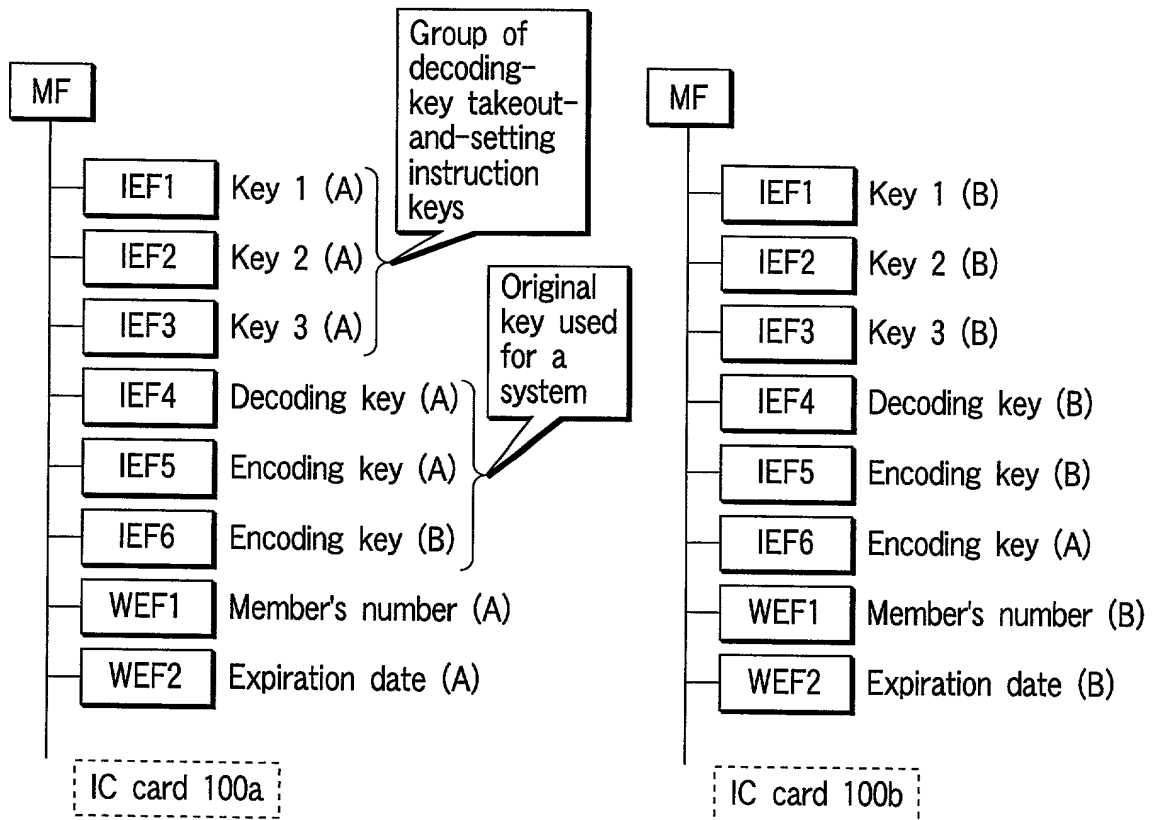 Group of
decoding-
key takeout-
and-setting
instruction
keys
MF
IEF1 Key 1 (A)
IEF2 Key 2 (A)
IEF3 Key 3 (A)
Original
key used
for a
system
IEF4 Decoding key (A)
IEF5 Encoding key (A)
IEF6 Encoding key (B)
WEF1 Member's number (A)
WEF2 Expiration date (A)
IC card 100a
MF
IEF1 Key 1 (B)
IEF2 Key 2 (B)
IEF3 Key 3 (B)
IEF4 Decoding key (B)
IEF5 Encoding key (B)
IEF6 Encoding key (A)
WEF1 Member's number (B)
WEF2 Expiration date (B)
IC card 100b